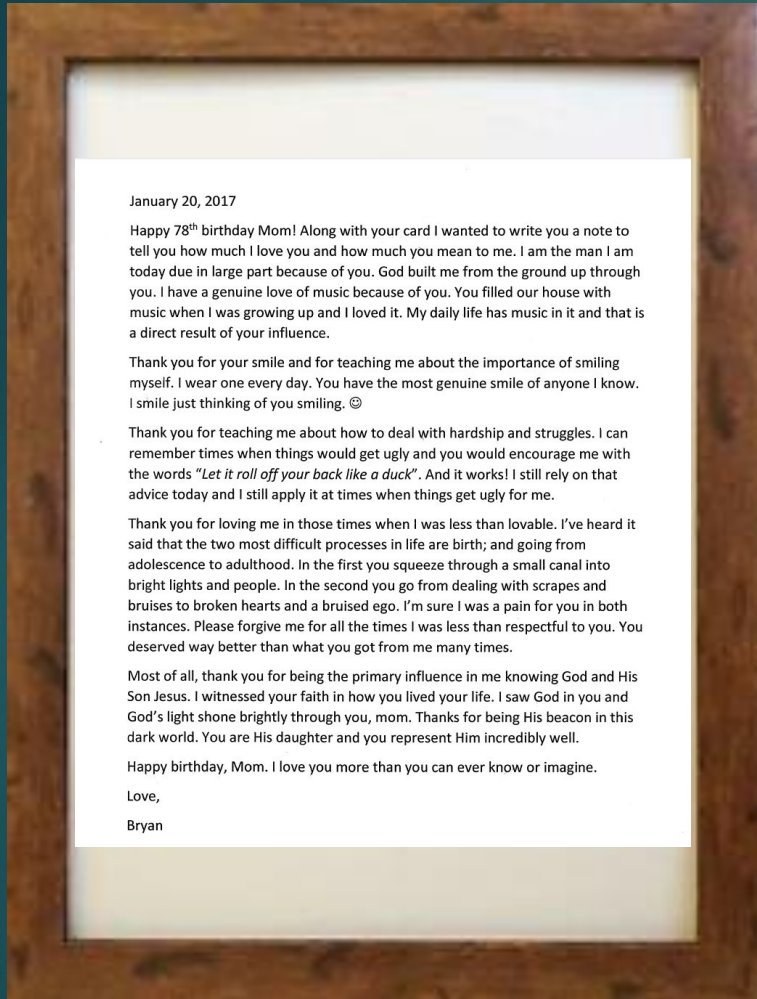 January 20, 2017
Happy 78th birthday Mom! Along with your card I wanted to write you a note to
tell you how much I love you and how much you mean to me. I am the man I am
today due in large part because of you. God built me from the ground up through
you. I have a genuine love of music because of you. You filled our house with
music when I was growing up and I loved it. My daily life has music in it and that is
a direct result of your influence.
Thank you for your smile and for teaching me about the importance of smiling
myself. I wear one every day. You have the most genuine smile of anyone I know.
I smile just thinking of you smiling. ☺
Thank you for teaching me about how to deal with hardship and struggles. I can
remember times when things would get ugly and you would encourage me with
the words “Let it roll off your back like a duck”. And it works! I still rely on that
advice today and I still apply it at times when things get ugly for me.
Thank you for loving me in those times when I was less than lovable. I’ve heard it
said that the two most difficult processes in life are birth; and going from
adolescence to adulthood. In the first you squeeze through a small canal into
bright lights and people. In the second you go from dealing with scrapes and
bruises to broken hearts and a bruised ego. I’m sure I was a pain for you in both
instances. Please forgive me for all the times I was less than respectful to you. You
deserved way better than what you got from me many times.
Most of all, thank you for being the primary influence in me knowing God and His
Son Jesus. I witnessed your faith in how you lived your life. I saw God in you and
God’s light shone brightly through you, mom. Thanks for being His beacon in this
dark world. You are His daughter and you represent Him incredibly well.
Happy birthday, Mom. I love you more than you can ever know or imagine.
Love,
Bryan